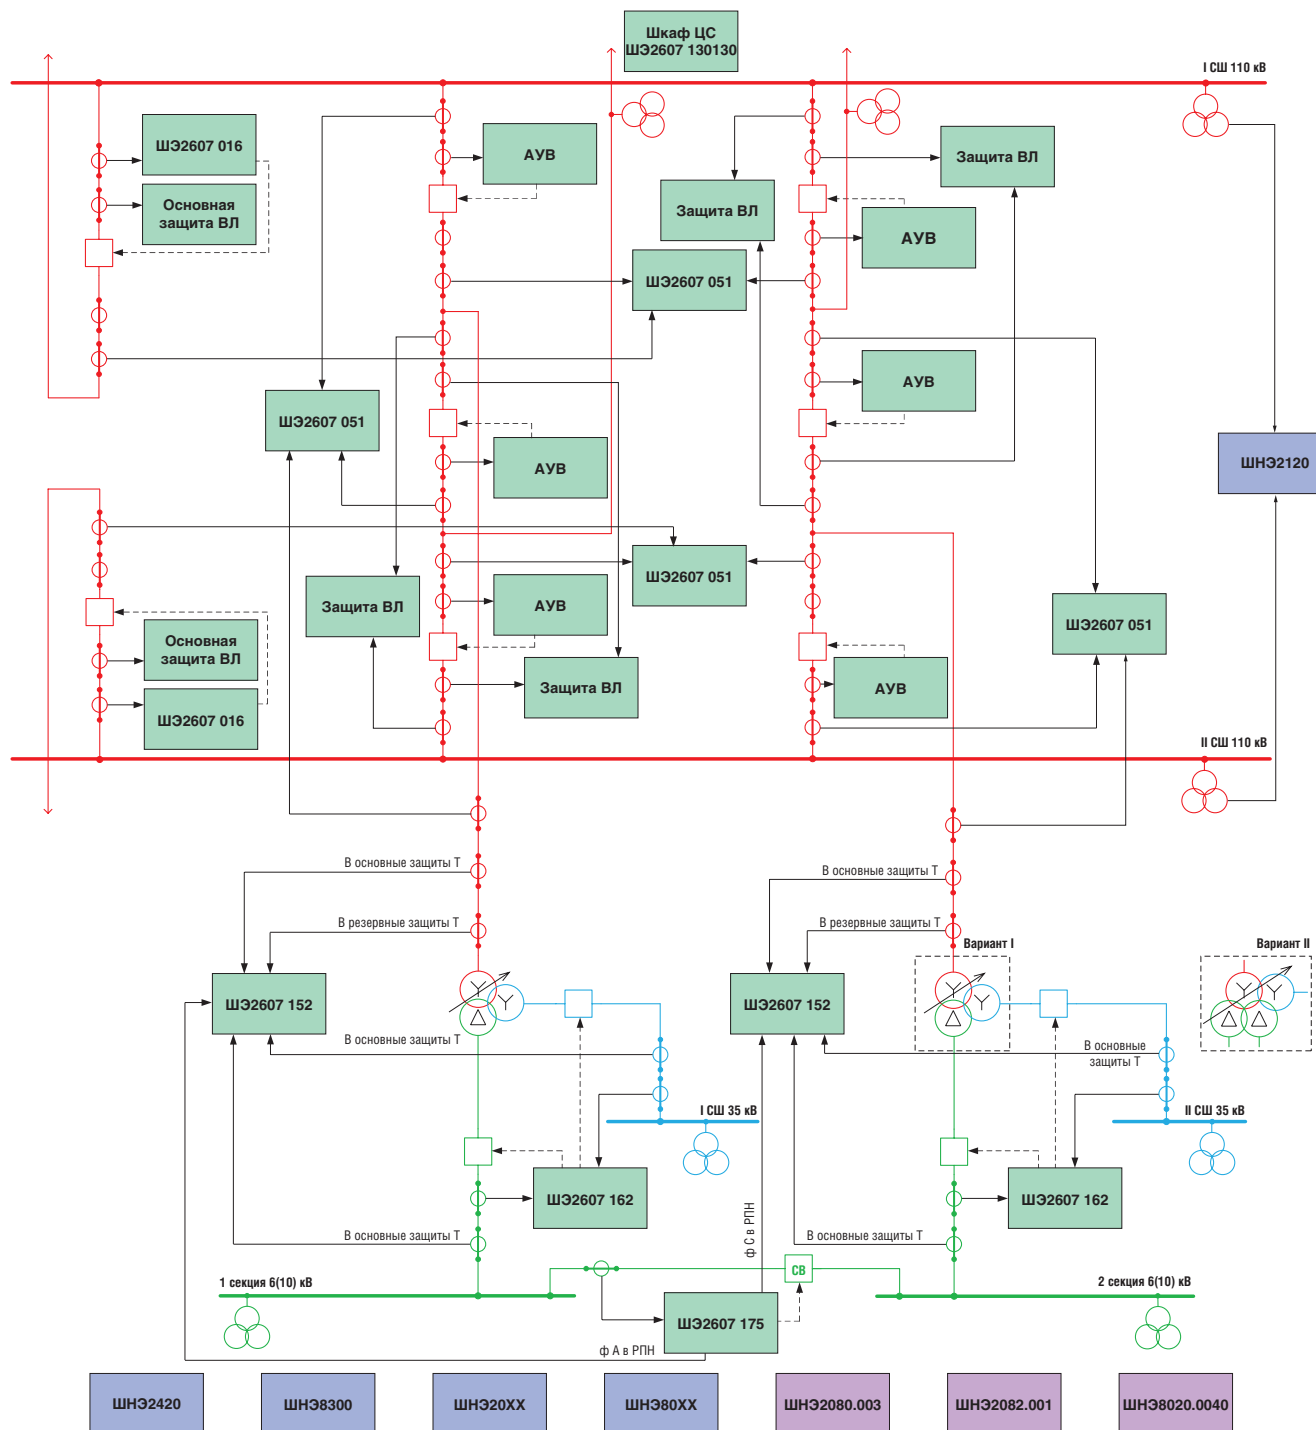 Шкаф ЦС
ШЭ2607 130130
I СШ 110 кВ
ШЭ2607 016
АУВ
Защита ВЛ
Основная
защита ВЛ
Защита ВЛ
АУВ
ШЭ2607 051
АУВ
ШЭ2607 051
АУВ
ШНЭ2120
ШЭ2607 051
Защита ВЛ
АУВ
ШЭ2607 051
Основная
защита ВЛ
Защита ВЛ
АУВ
ШЭ2607 016
II СШ 110 кВ
В основные защиты Т
В основные защиты Т
В резервные защиты Т
В резервные защиты Т
Вариант I
Вариант II
ШЭ2607 152
ШЭ2607 152
В основные защиты Т
В основные
защиты Т
I СШ 35 кВ
II СШ 35 кВ
ШЭ2607 162
ШЭ2607 162
ф С в РПН
В основные защиты Т
В основные защиты Т
СВ
1 секция 6(10) кВ
2 секция 6(10) кВ
ШЭ2607 175
ф А в РПН
ШНЭ2420
ШНЭ8300
ШНЭ20ХХ
ШНЭ80ХХ
ШНЭ2080.003
ШНЭ2082.001
ШНЭ8020.0040